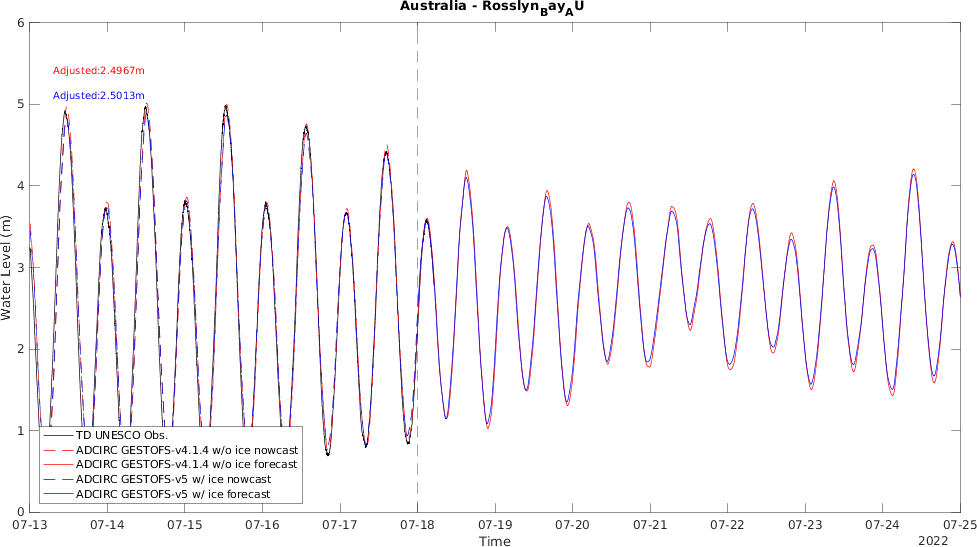 Australia - Rosslyn_Bay_AU
6
5
4
3
2
1
0
Water Level (m)
Adjusted:2.4967m
Adjusted:2.5013m
TD UNESCO Obs.
ADCIRC GESTOFS-v4.1.4 w/o ice nowcast
ADCIRC GESTOFS-v4.1.4 w/o ice forecast
ADCIRC GESTOFS-v5 w/ ice nowcast
ADCIRC GESTOFS-v5 w/ ice forecast
07-13 07-14 07-15 07-16 07-17 07-18 07-19 07-20 07-21 07-22 07-23 07-24 07-25
Time
2022